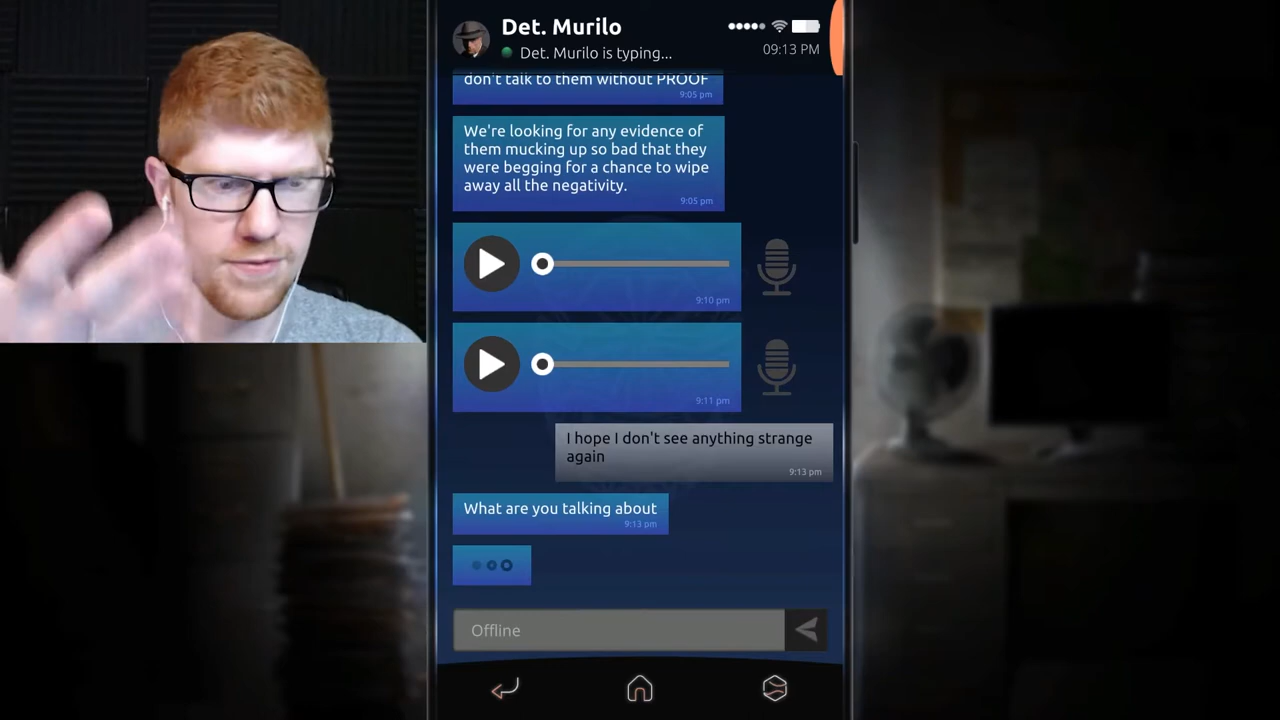 Det. Murilo
Det. Murilo is typing...
09:13 PM
don't talk to them without PROOF
9:05 pm
We're looking for any evidence of
them mucking up so bad that they
were begging for a chance to wipe
away all the negativity.
9:05 pm
9:10 pm
9:11 pm
I hope I don't see anything strange
again
9:13 pm
What are you talking about
9:13 pm
Offline